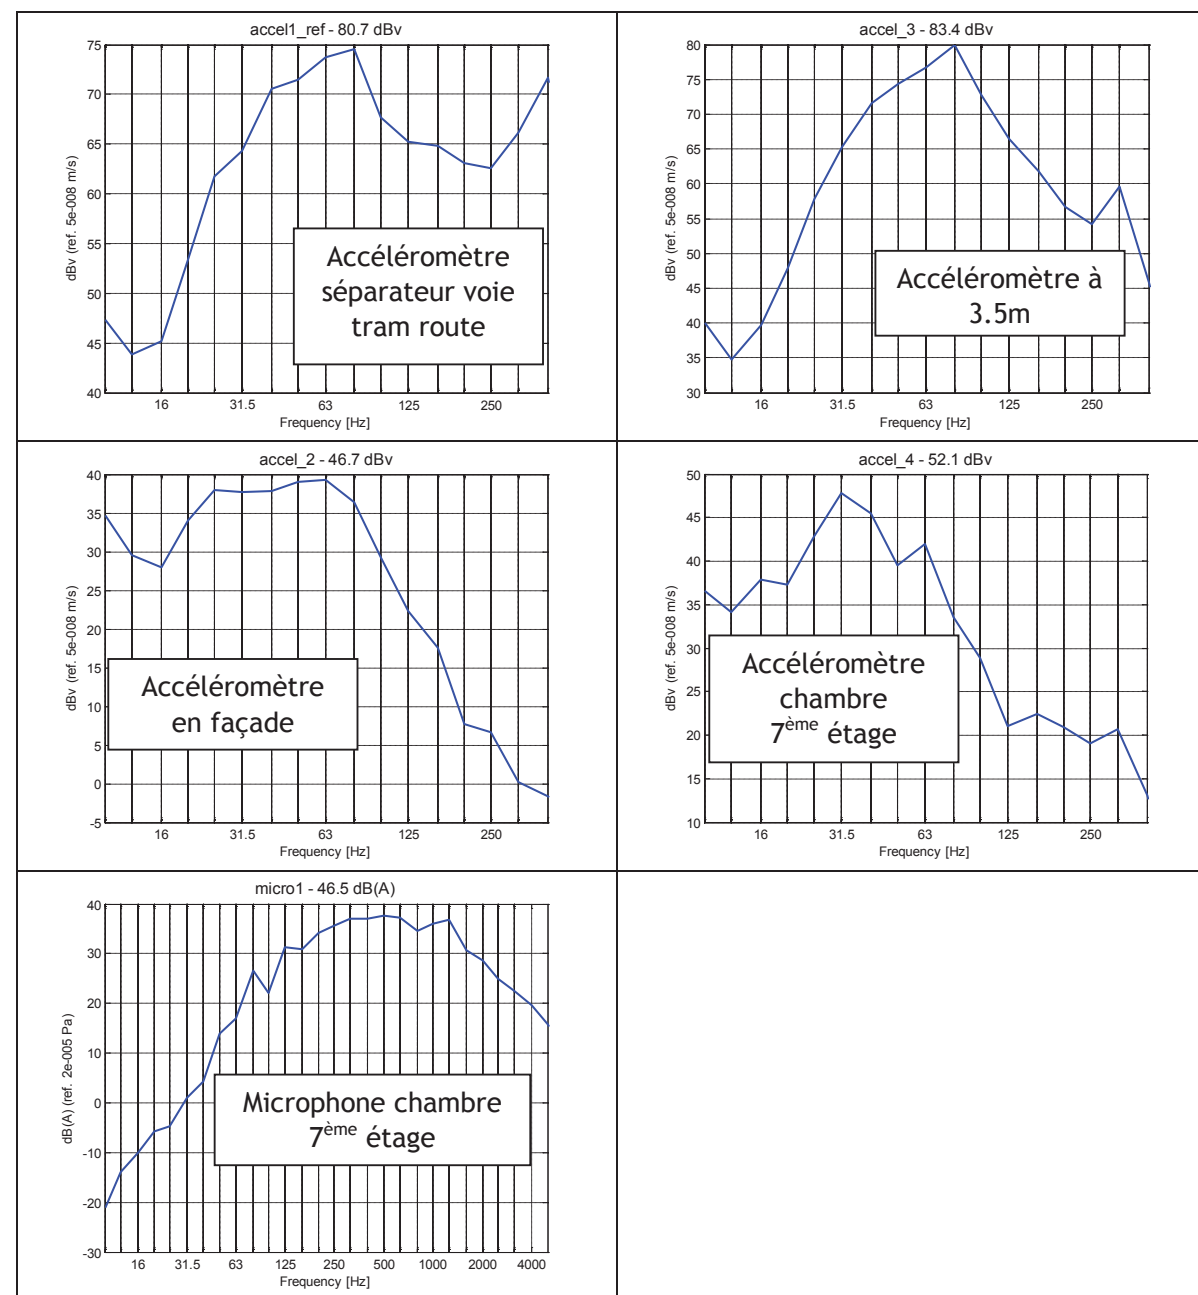 accel1_ref - 80.7 dBv
75
70
65
60
55
50
45
40
dBv (ref. 5e-008 m/s)
16 31.5 63 125 250
Frequency [Hz]
Accéléromètre
séparateur voie
tram route
accel_3 - 83.4 dBv
80
75
70
65
60
55
50
45
40
35
30
dBv (ref. 5e-008 m/s)
16 31.5 63 125 250
Frequency [Hz]
Accéléromètre à
3.5m
accel_2 - 46.7 dBv
40
35
30
25
20
15
10
5
0
-5
dBv (ref. 5e-008 m/s)
16 31.5 63 125 250
Frequency [Hz]
Accéléromètre
en façade
accel_4 - 52.1 dBv
50
45
40
35
30
25
20
15
10
dBv (ref. 5e-008 m/s)
16 31.5 63 125 250
Frequency [Hz]
Accéléromètre
chambre
7ème étage
micro1 - 46.5 dB(A)
40
30
20
10
0
-10
-20
-30
dB(A) (ref. 2e-005 Pa)
16 31.5 63 125 250 500 1000 2000 4000
Frequency [Hz]
Microphone chambre
7ème étage